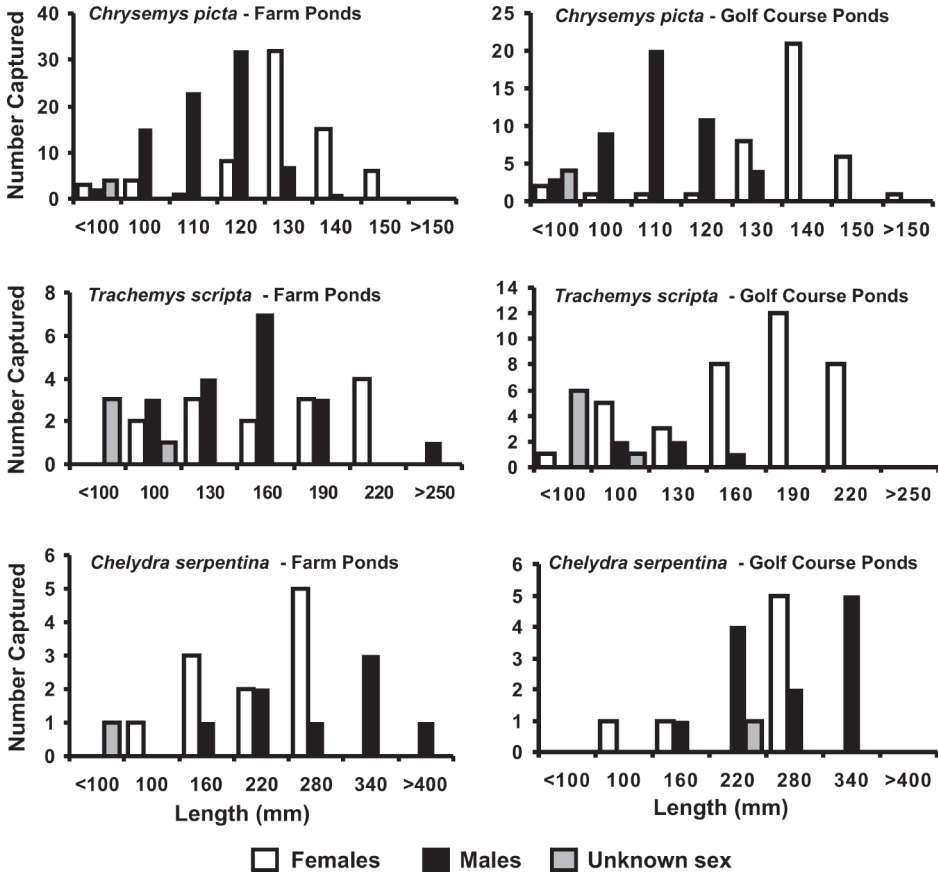 Chrysemys picta - Farm Ponds
Number Captured
40
30
20
10
0
<100 100 110 120 130 140 150 >150
Chrysemys picta - Golf Course Ponds
25
20
15
10
5
0
<100 100 110 120 130 140 150 >150
Trachemys scripta - Farm Ponds
Number Captured
8
6
4
2
0
<100 100 130 160 190 220 >250
Trachemys scripta - Golf Course Ponds
14
12
10
8
6
4
2
0
<100 100 130 160 190 220 >250
Chelydra serpentina - Farm Ponds
Number Captured
6
5
4
3
2
1
0
<100 100 160 220 280 340 >400
Length (mm)
Chelydra serpentina - Golf Course Ponds
6
5
4
3
2
1
0
<100 100 160 220 280 340 >400
Length (mm)
Females Males Unknown sex